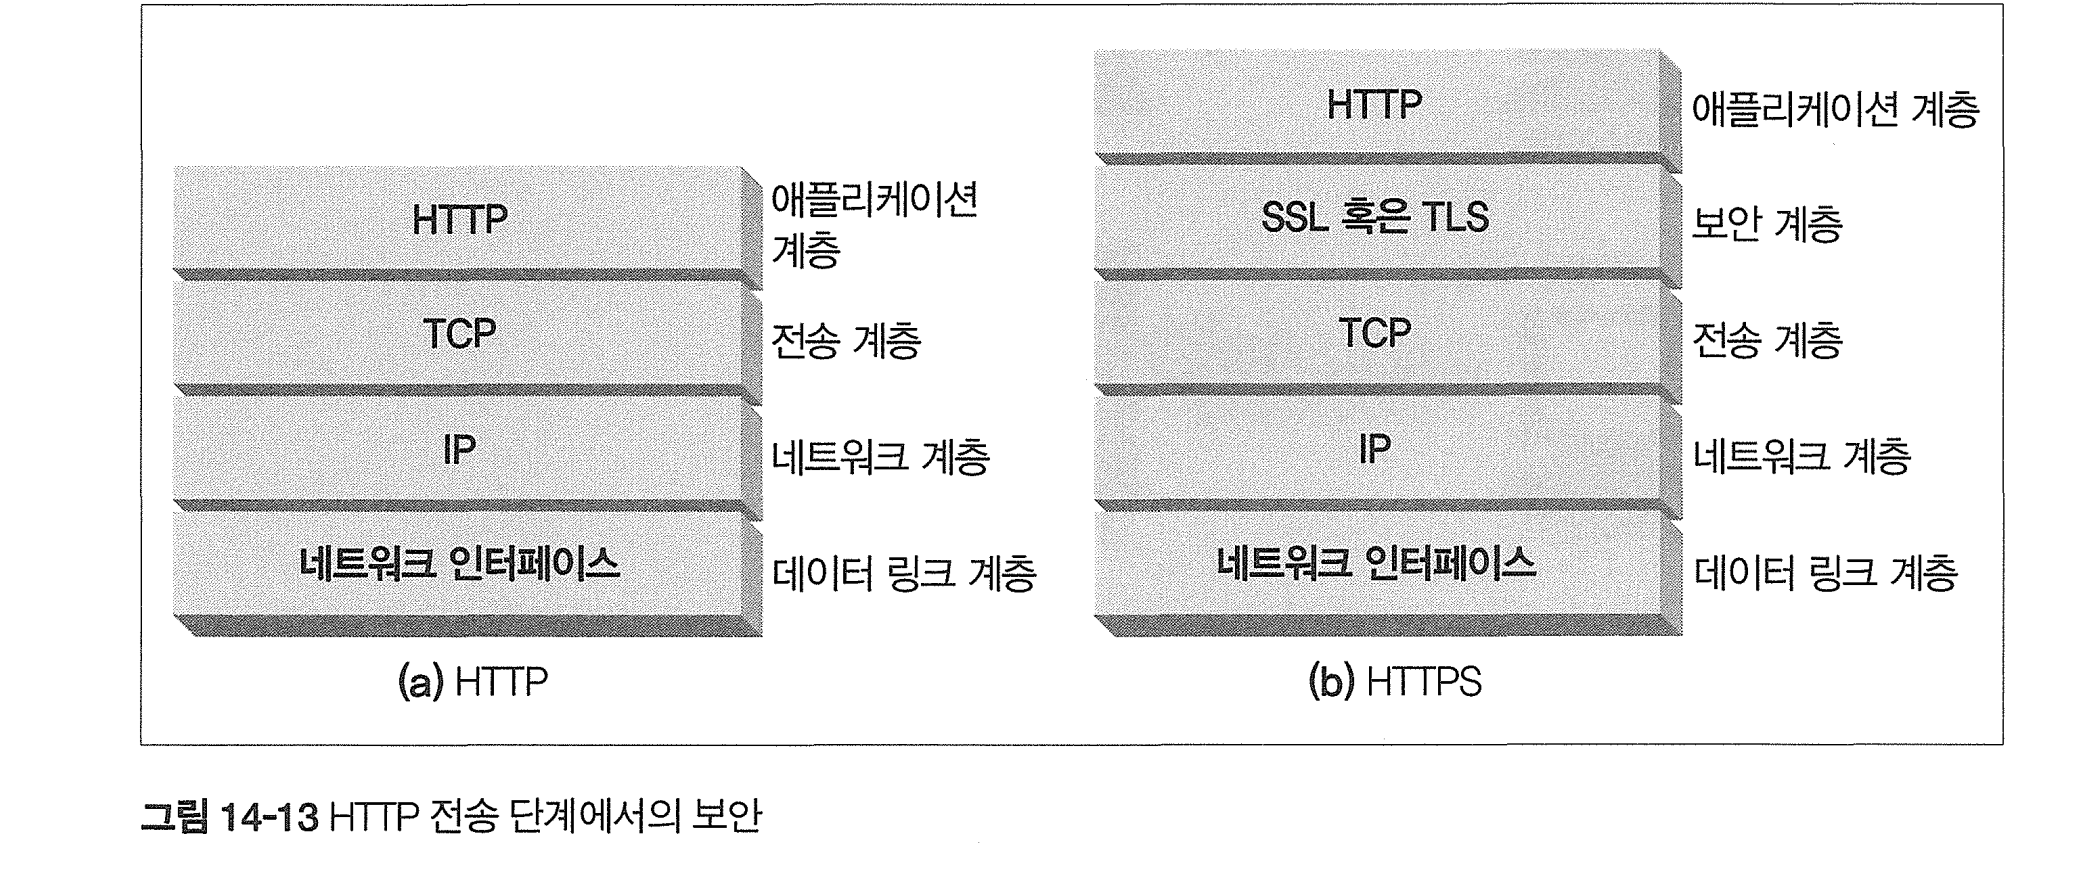 HTTP
애플리케이션
계층
TCP
전송 계층
IP
네트워크 계층
네트워크 인터페이스
데이터 링크 계층
(a) HTTP
HTTP
애플리케이션 계층
SSL 혹은 TLS
보안 계층
TCP
전송 계층
IP
네트워크 계층
네트워크 인터페이스
데이터 링크 계층
(b) HTTPS
그림 14-13 HTTP 전송 단계에서의 보안